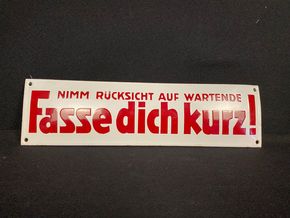 NIMM RÜCKSICHT AUF WARTENDE
Fasse dich kurz!